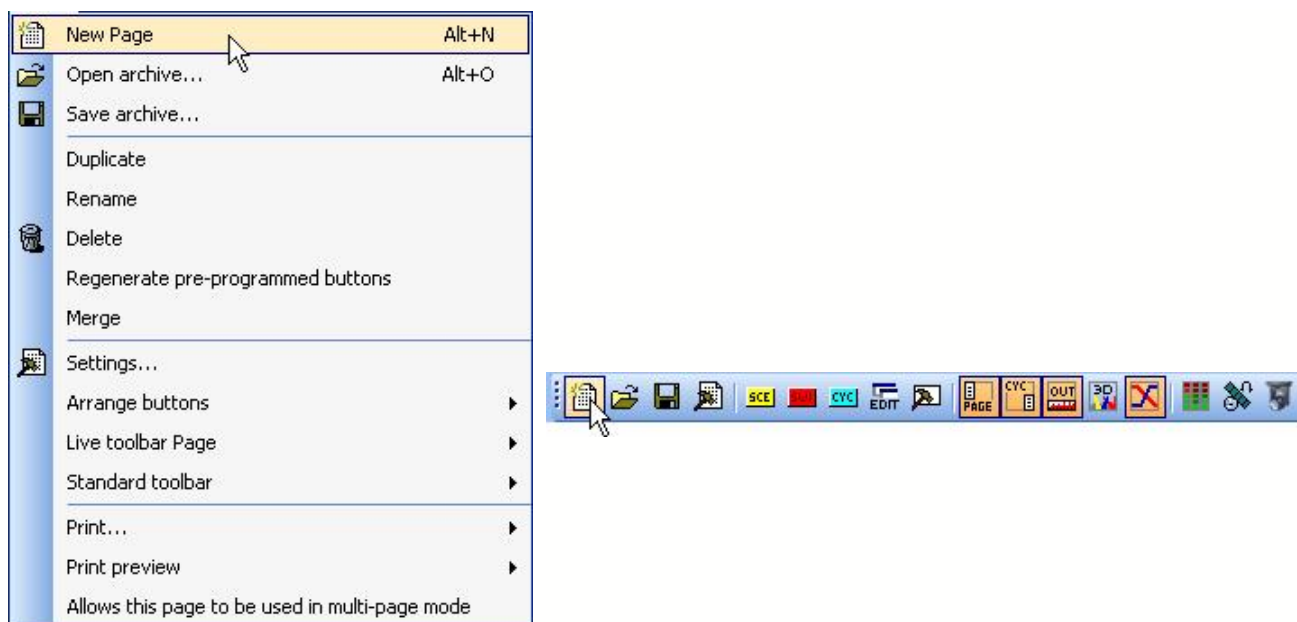 New Page Alt+N
Open archive... Alt+O
Save archive...
Duplicate
Rename
Delete
Regenerate pre-programmed buttons
Merge
Settings...
Arrange buttons
Live toolbar Page
Standard toolbar
Print...
Print preview
Allows this page to be used in multi-page mode
SCE CYC EDIT PAGE CYC OUT 3D